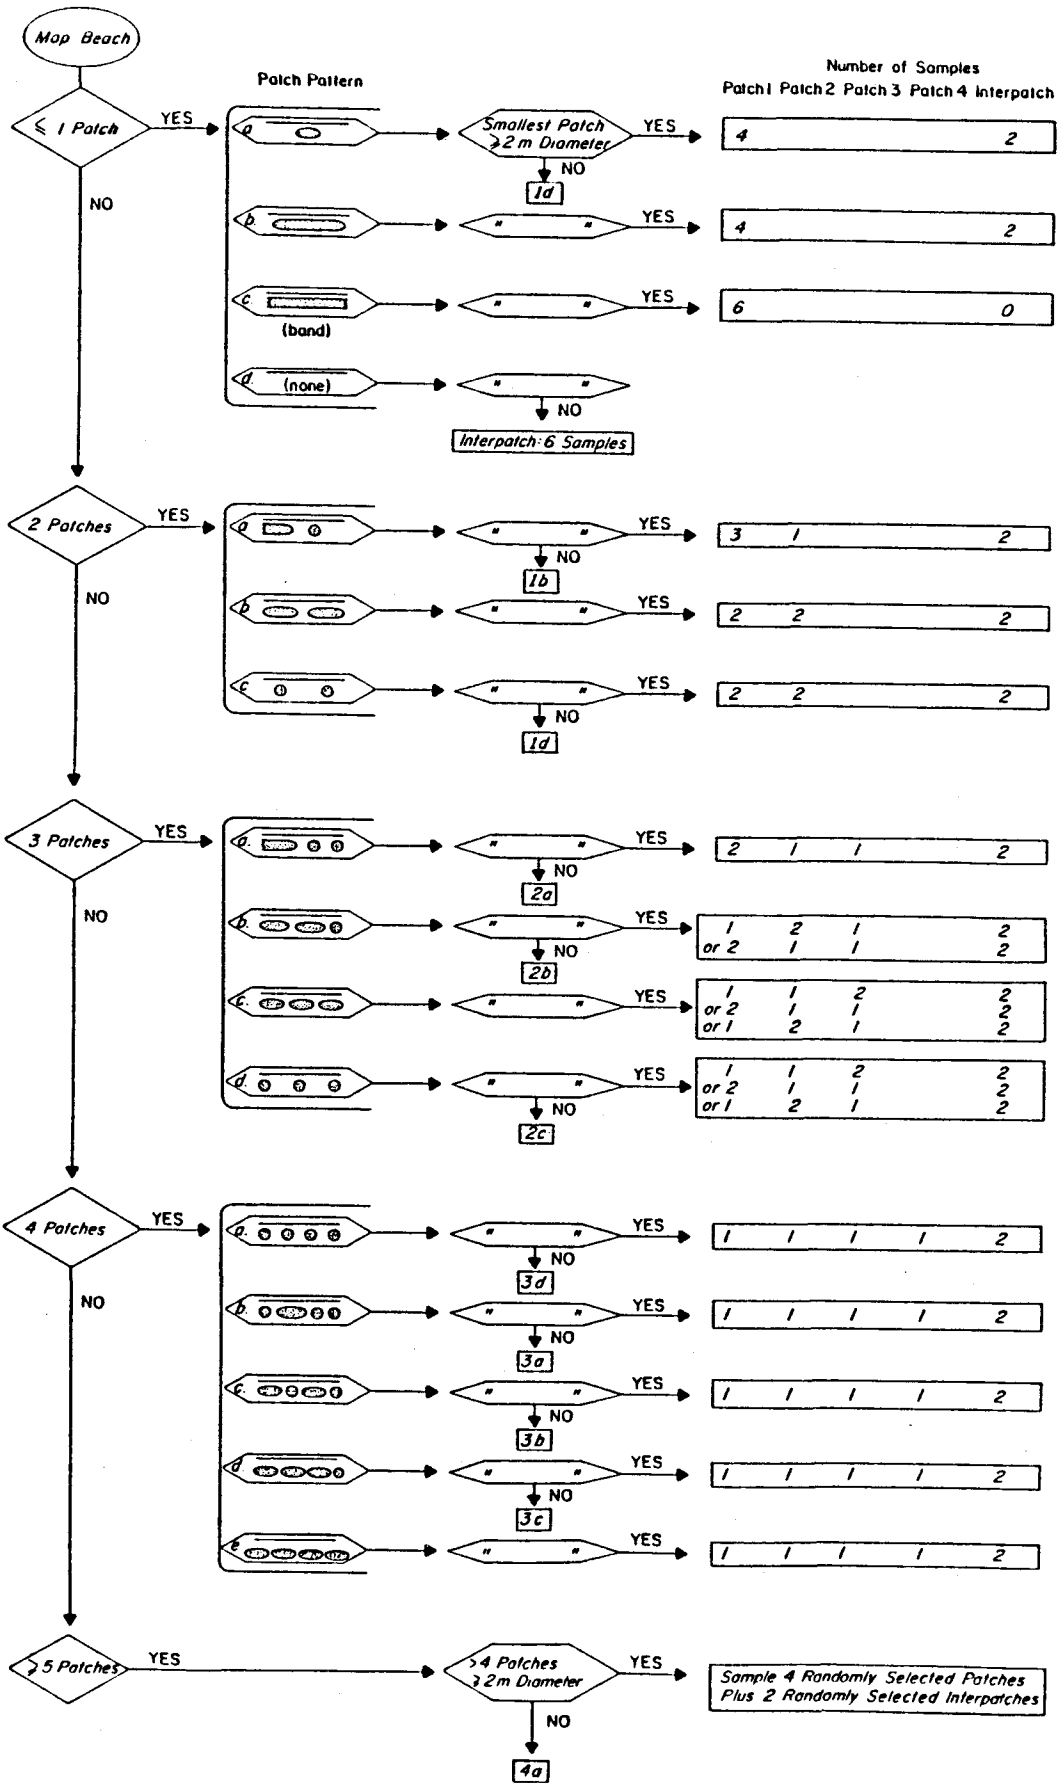 Map Beach
Patch Pattern
Number of Samples
Patch 1 Patch 2 Patch 3 Patch 4 Interpatch
⩽ 1 Patch
YES
a
Smallest Patch
⩾2 m Diameter
YES
4 2
NO
1d
NO
b.
" "
YES
4 2
c.
(band)
" "
YES
6 0
d.
(none)
" "
NO
Interpatch: 6 Samples
2 Patches
YES
a
" "
YES
3 1 2
NO
1b
NO
b
" "
YES
2 2 2
c
" "
YES
2 2 2
NO
1d
3 Patches
YES
a.
" "
YES
2 1 1 2
NO
2a
NO
b.
" "
YES
1 2 1 2
or 2 1 1 2
NO
2b
c.
" "
YES
1 1 2 2
or 2 1 1 2
or 1 2 1 2
d.
" "
YES
1 1 2 2
or 2 1 1 2
or 1 2 1 2
NO
2c
4 Patches
YES
a.
" "
YES
1 1 1 1 2
NO
3d
NO
b.
" "
YES
1 1 1 1 2
NO
3a
c.
" "
YES
1 1 1 1 2
NO
3b
d.
" "
YES
1 1 1 1 2
NO
3c
e
" "
YES
1 1 1 1 2
⩾ 5 Patches
YES
>4 Patches
⩾2m Diameter
YES
Sample 4 Randomly Selected Patches
Plus 2 Randomly Selected Interpatches
NO
4a